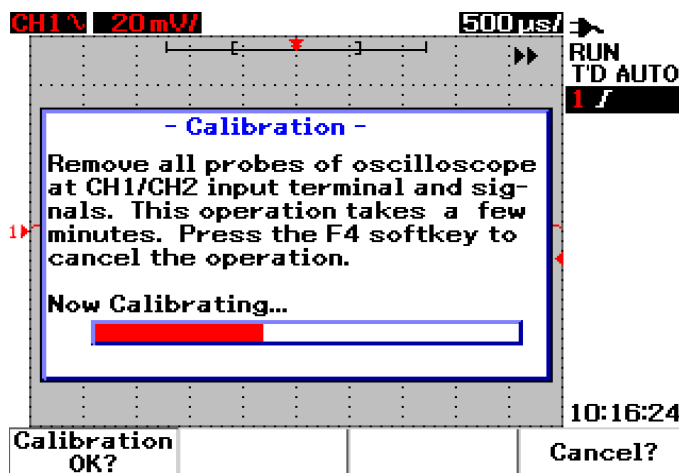 CH1 20 mV/ 500 µs/
RUN
T'D AUTO
1
- Calibration -
Remove all probes of oscilloscope
at CH1/CH2 input terminal and sig-
nals. This operation takes a few
minutes. Press the F4 softkey to
cancel the operation.
1
Now Calibrating...
10:16:24
Calibration
OK?
Cancel?